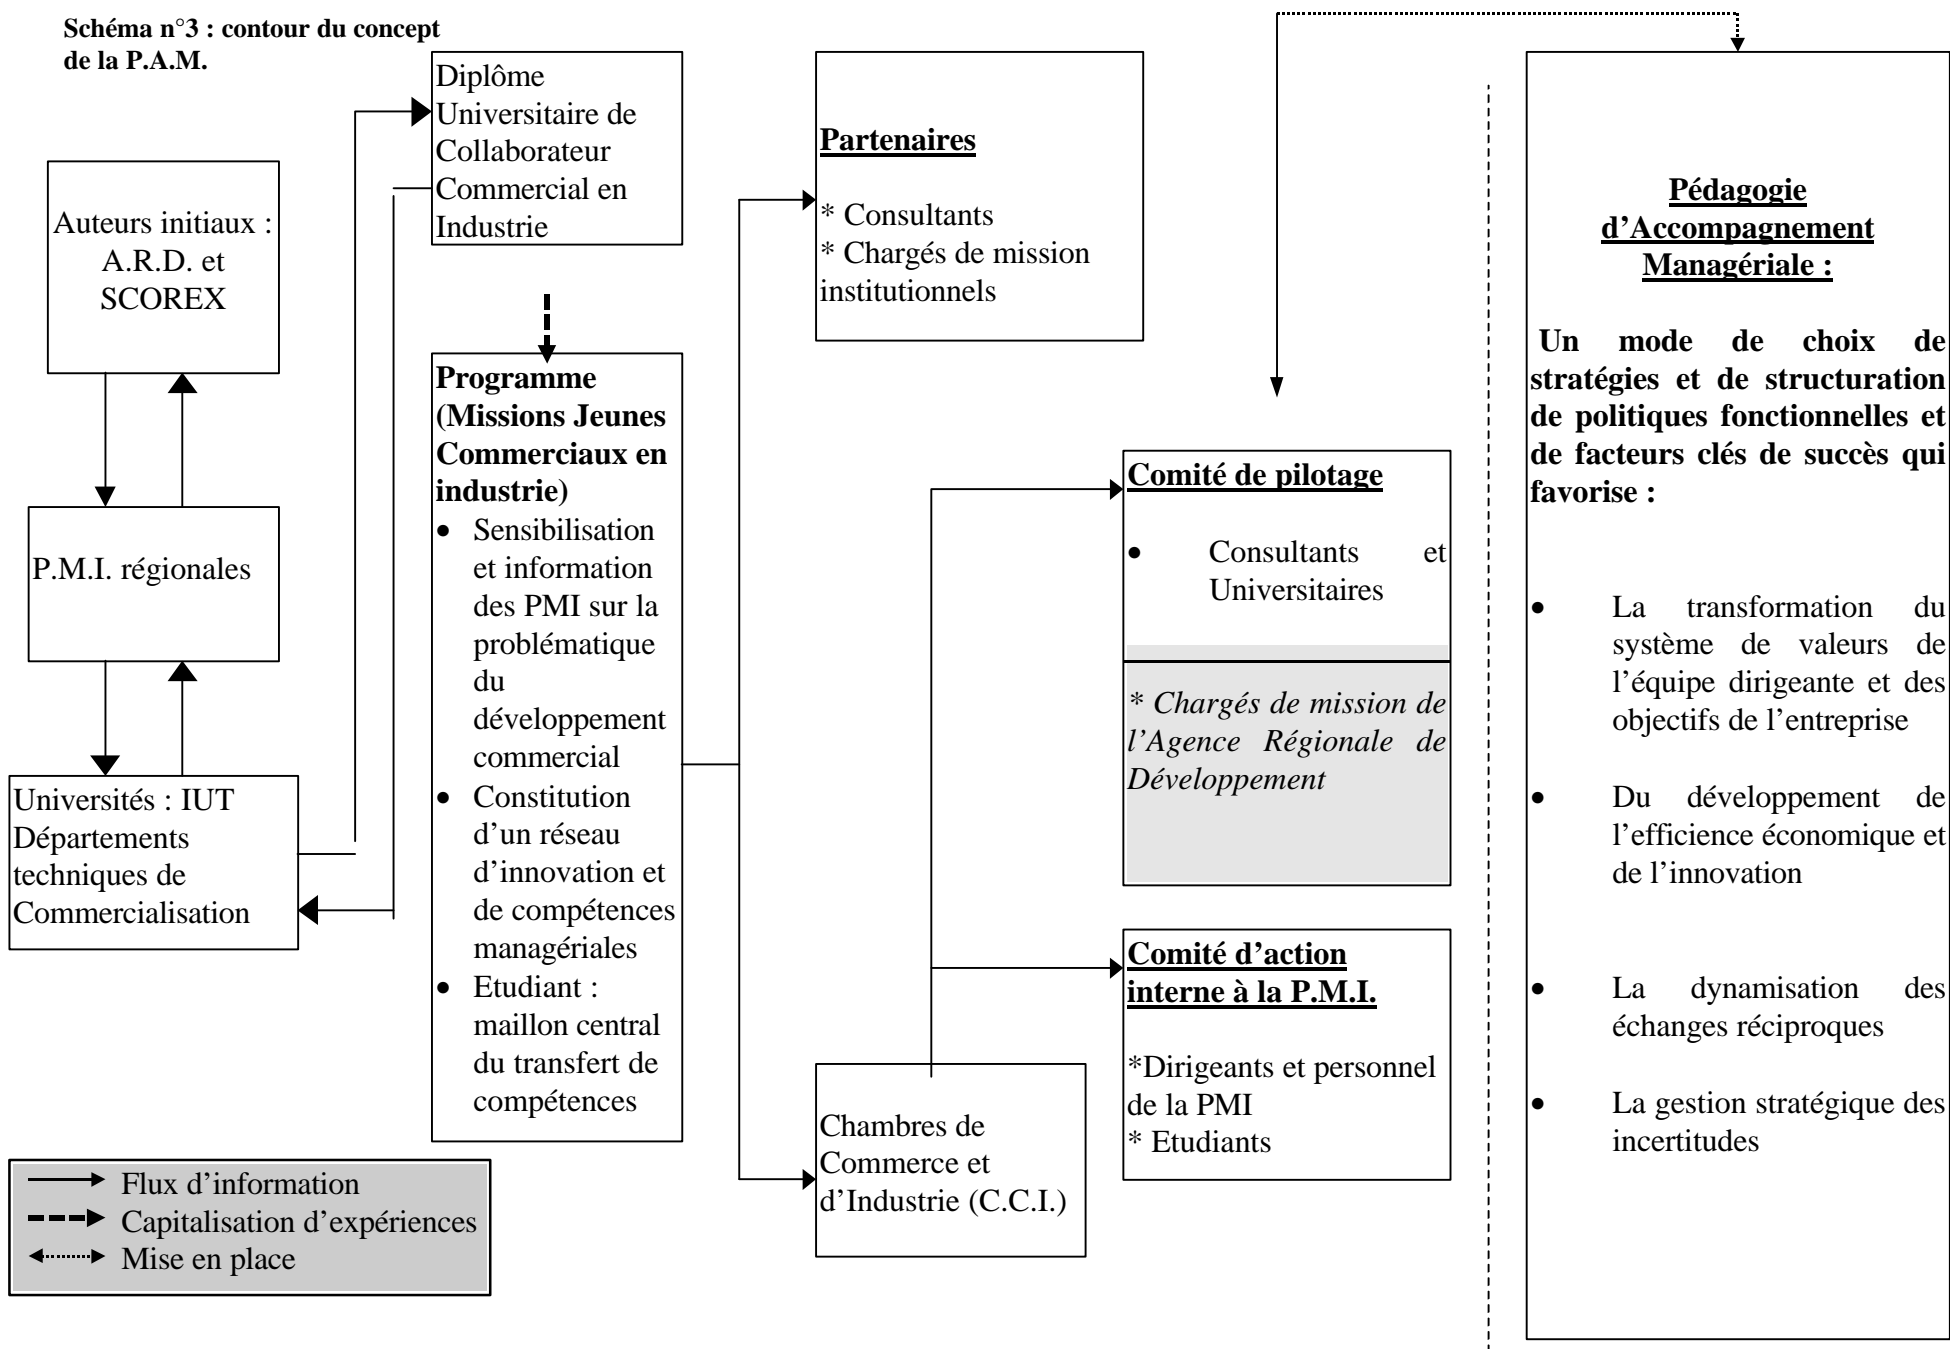 Schéma n°3 : contour du concept
de la P.A.M.
Auteurs initiaux :
A.R.D. et
SCOREX
P.M.I. régionales
Universités : IUT
Départements
techniques de
Commercialisation
Diplôme
Universitaire de
Collaborateur
Commercial en
Industrie
Programme
(Missions Jeunes
Commerciaux en
industrie)
• Sensibilisation
et information
des PMI sur la
problématique
du
développement
commercial
• Constitution
d’un réseau
d’innovation et
de compétences
managériales
• Etudiant :
maillon central
du transfert de
compétences
Partenaires
* Consultants
* Chargés de mission
institutionnels
Chambres de
Commerce et
d’Industrie (C.C.I.)
Comité de pilotage
• Consultants et
Universitaires
* Chargés de mission de
l’Agence Régionale de
Développement
Comité d’action
interne à la P.M.I.
*Dirigeants et personnel
de la PMI
* Etudiants
Pédagogie
d’Accompagnement
Managériale :
Un mode de choix de
stratégies et de structuration
de politiques fonctionnelles et
de facteurs clés de succès qui
favorise :
• La transformation du
système de valeurs de
l’équipe dirigeante et des
objectifs de l’entreprise
• Du développement de
l’efficience économique et
de l’innovation
• La dynamisation des
échanges réciproques
• La gestion stratégique des
incertitudes
Flux d’information
Capitalisation d’expériences
Mise en place